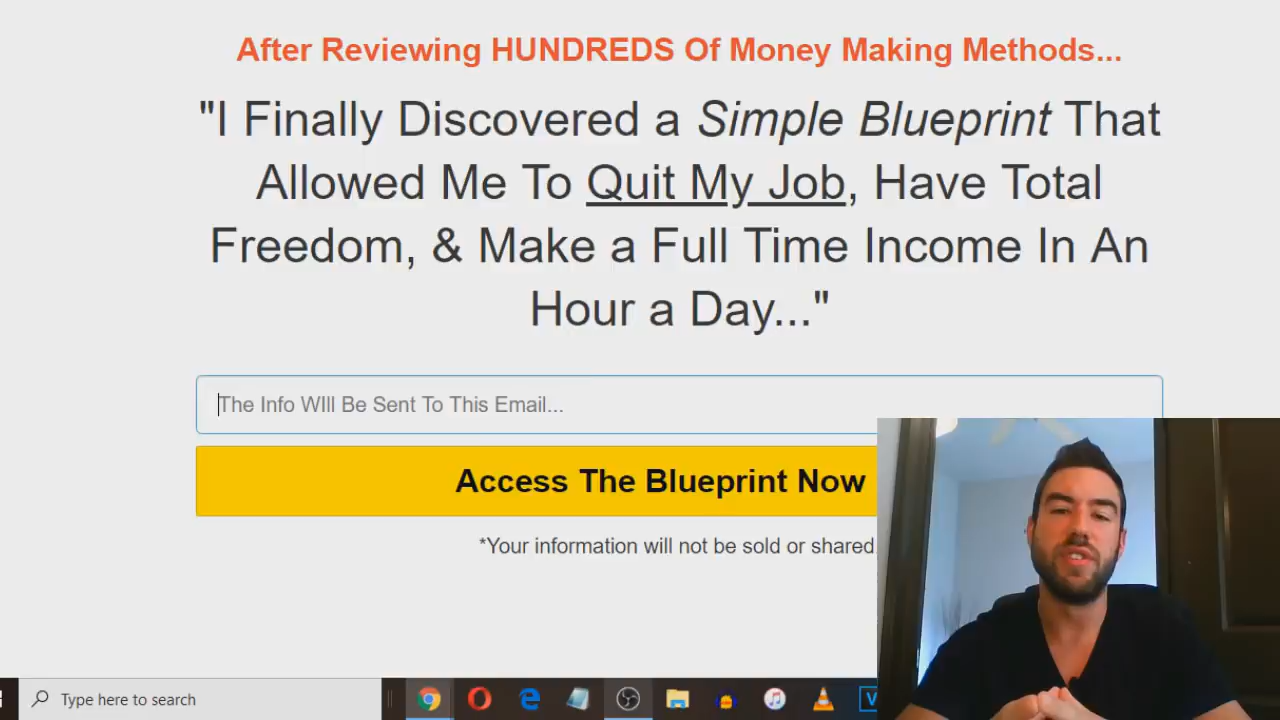 After Reviewing HUNDREDS Of Money Making Methods...
"I Finally Discovered a Simple Blueprint That
Allowed Me To Quit My Job, Have Total
Freedom, & Make a Full Time Income In An
Hour a Day..."
The Info WIll Be Sent To This Email...
Access The Blueprint Now
*Your information will not be sold or shared.
Type here to search